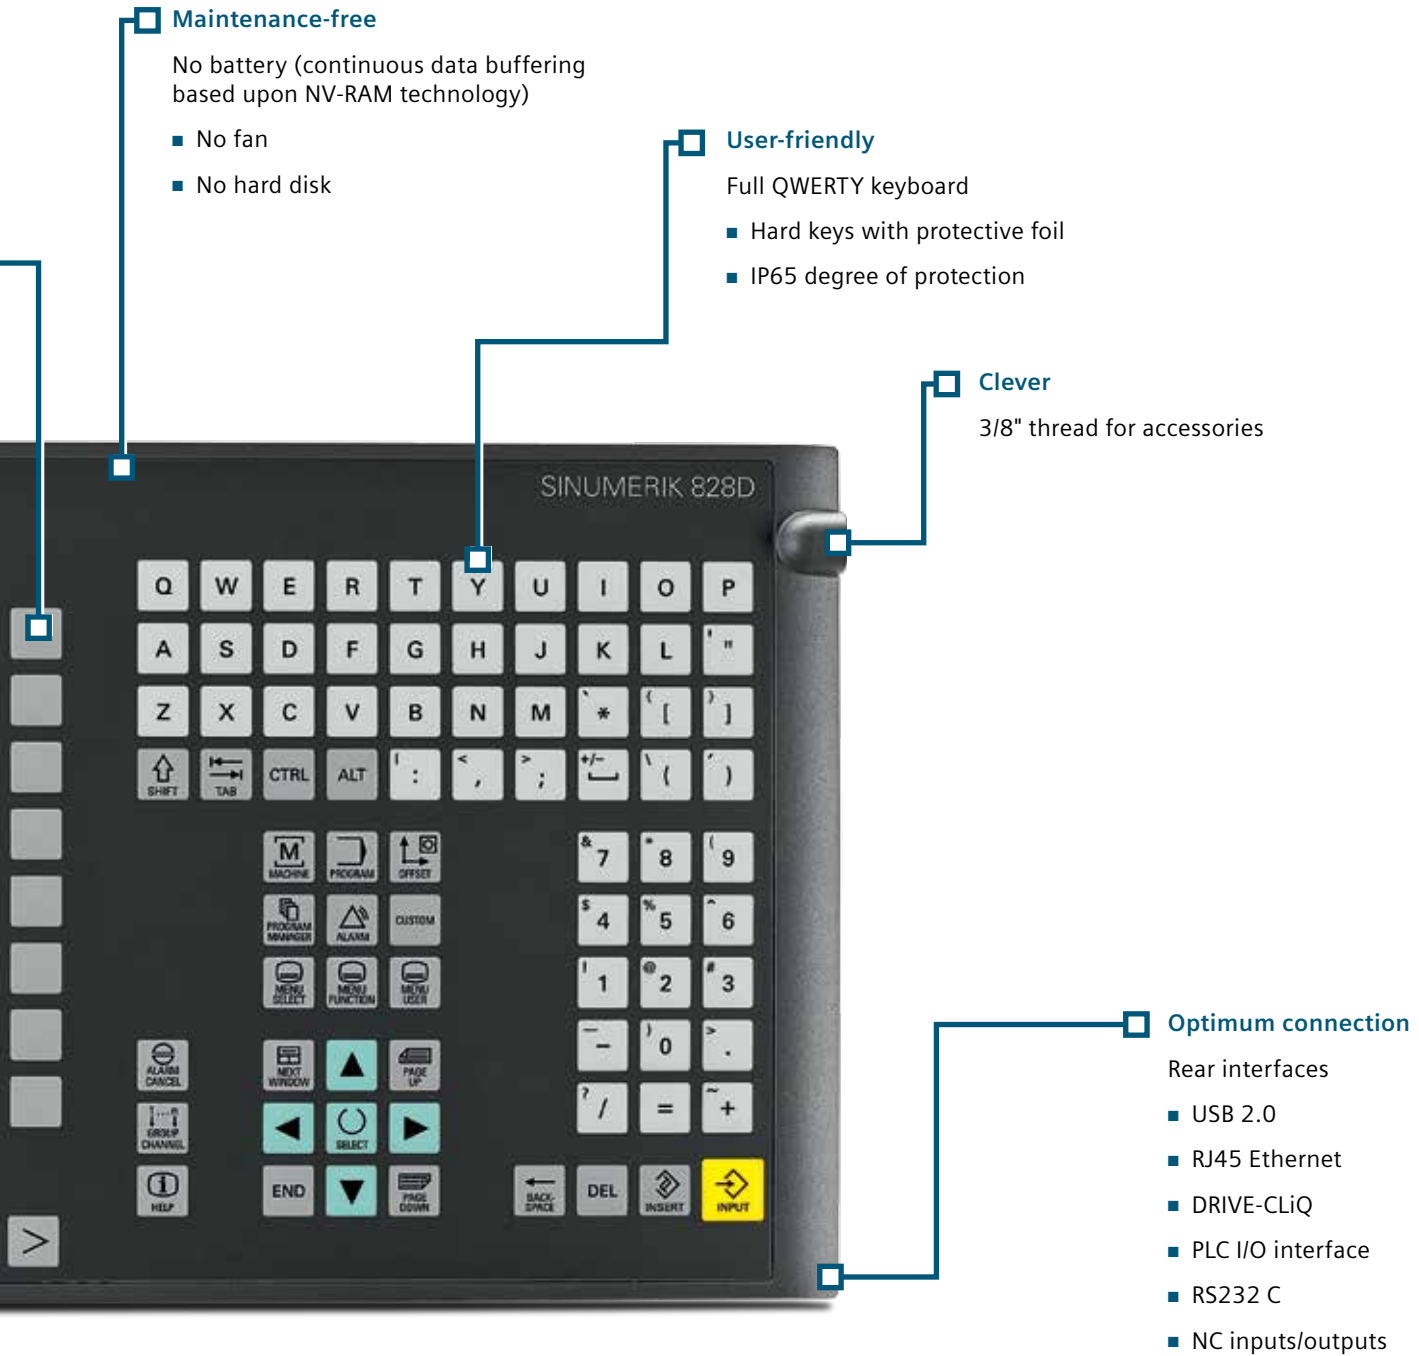 Maintenance-free
No battery (continuous data buffering
based upon NV-RAM technology)
■ No fan
■ No hard disk
User-friendly
Full QWERTY keyboard
■ Hard keys with protective foil
■ IP65 degree of protection
Clever
3/8" thread for accessories
SINUMERIK 828D
Q W E R T Y U I O P
A S D F G H J K L ' "
Z X C V B N M ` * { [ } ]
SHIFT TAB CTRL ALT | : < , > ; +/- \ ( ´ )
M
MACHINE PROGRAM OFFSET & 7 * 8 ( 9
PROGRAM MANAGER ALARM CUSTOM $ 4 % 5 ^ 6
MENU SELECT MENU FUNCTION MENU USER ! 1 @ 2 # 3
_ - ) 0 > .
ALARM CANCEL NEXT WINDOW ▲ PAGE UP
1...n GROUP CHANNEL ◄ SELECT ► ? / = ~ +
HELP END ▼ PAGE DOWN BACK-SPACE DEL INSERT INPUT
>
Optimum connection
Rear interfaces
■ USB 2.0
■ RJ45 Ethernet
■ DRIVE-CLiQ
■ PLC I/O interface
■ RS232 C
■ NC inputs/outputs